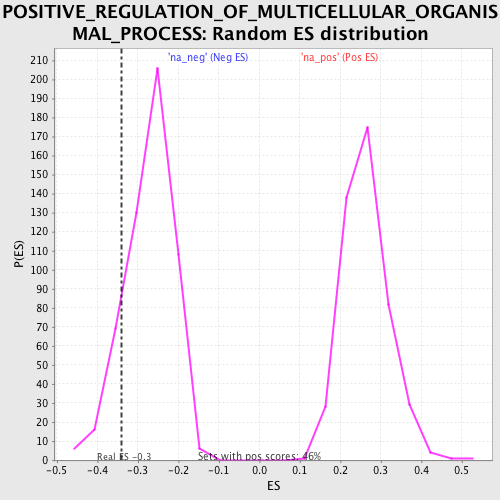 POSITIVE_REGULATION_OF_MULTICELLULAR_ORGANIS
MAL_PROCESS: Random ES distribution
'na_neg' (Neg ES)
'na_pos' (Pos ES)
210
200
190
180
170
160
150
140
130
120
110
100
90
80
70
60
50
40
30
20
10
0
P(ES)
Real ES -0.3
Sets with pos scores: 46%
-0.5 -0.4 -0.3 -0.2 -0.1 0.0 0.1 0.2 0.3 0.4 0.5
ES